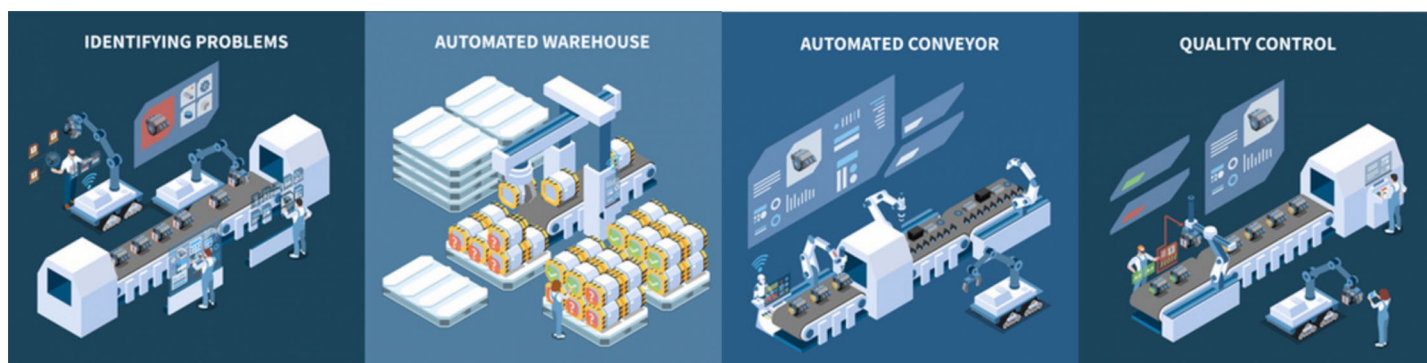 IDENTIFYING PROBLEMS
AUTOMATED WAREHOUSE
AUTOMATED CONVEYOR
QUALITY CONTROL